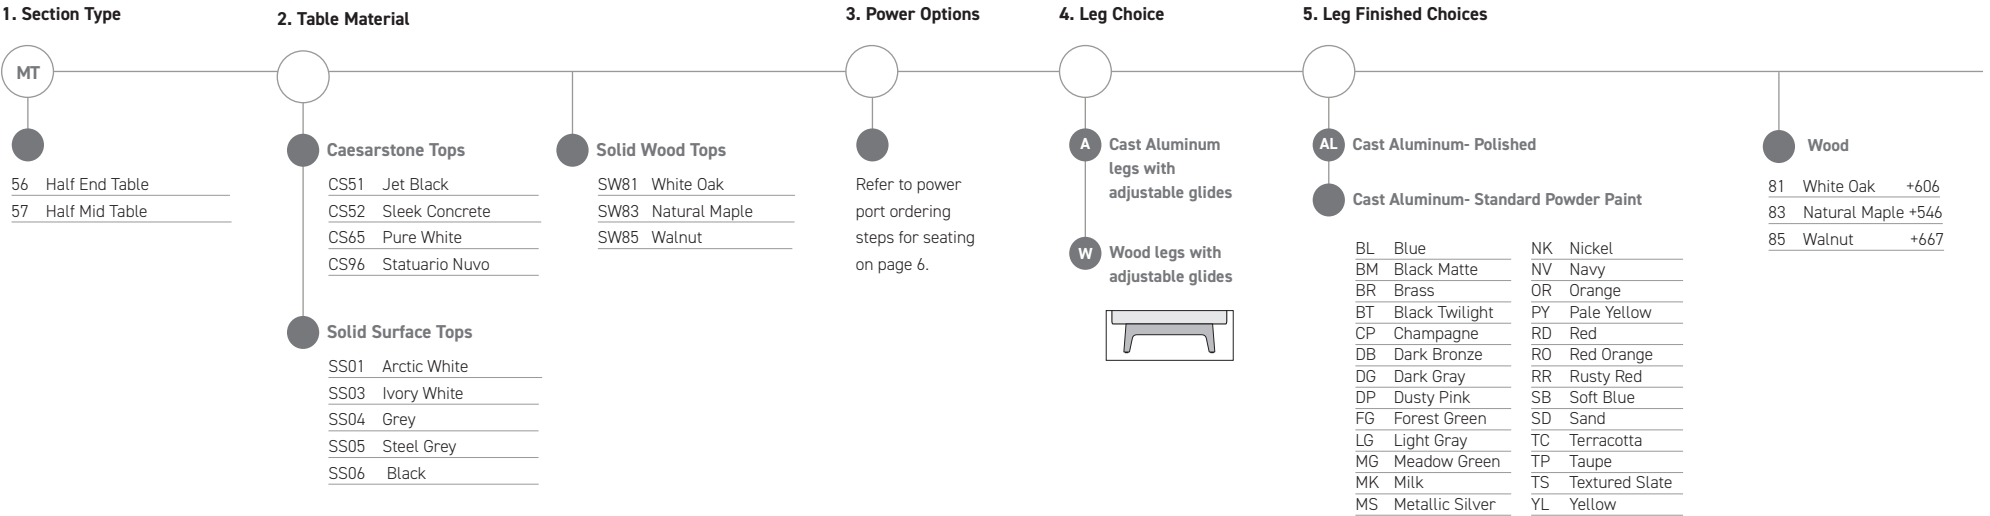 1. Section Type
MT
56 Half End Table
57 Half Mid Table
2. Table Material
Caesarstone Tops
CS51 Jet Black
CS52 Sleek Concrete
CS65 Pure White
CS96 Statuario Nuvo
Solid Surface Tops
SS01 Arctic White
SS03 Ivory White
SS04 Grey
SS05 Steel Grey
SS06 Black
Solid Wood Tops
SW81 White Oak
SW83 Natural Maple
SW85 Walnut
3. Power Options
Refer to power
port ordering
steps for seating
on page 6.
4. Leg Choice
A Cast Aluminum
legs with
adjustable glides
W Wood legs with
adjustable glides
5. Leg Finished Choices
AL Cast Aluminum- Polished
Cast Aluminum- Standard Powder Paint
BL Blue
BM Black Matte
BR Brass
BT Black Twilight
CP Champagne
DB Dark Bronze
DG Dark Gray
DP Dusty Pink
FG Forest Green
LG Light Gray
MG Meadow Green
MK Milk
MS Metallic Silver
NK Nickel
NV Navy
OR Orange
PY Pale Yellow
RD Red
RO Red Orange
RR Rusty Red
SB Soft Blue
SD Sand
TC Terracotta
TP Taupe
TS Textured Slate
YL Yellow
Wood
81 White Oak +606
83 Natural Maple +546
85 Walnut +667